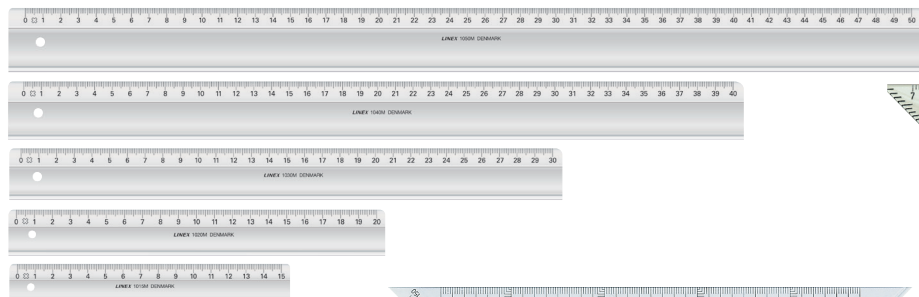 0 1 2 3 4 5 6 7 8 9 10 11 12 13 14 15 16 17 18 19 20 21 22 23 24 25 26 27 28 29 30 31 32 33 34 35 36 37 38 39 40 41 42 43 44 45 46 47 48 49 50
LINEX 1050M DENMARK
0 1 2 3 4 5 6 7 8 9 10 11 12 13 14 15 16 17 18 19 20 21 22 23 24 25 26 27 28 29 30 31 32 33 34 35 36 37 38 39 40
7
LINEX 1040M DENMARK
0 1 2 3 4 5 6 7 8 9 10 11 12 13 14 15 16 17 18 19 20 21 22 23 24 25 26 27 28 29 30
LINEX 1030M DENMARK
0 1 2 3 4 5 6 7 8 9 10 11 12 13 14 15 16 17 18 19 20
LINEX 1020M DENMARK
0 1 2 3 4 5 6 7 8 9 10 11 12 13 14 15
LINEX 1015M DENMARK